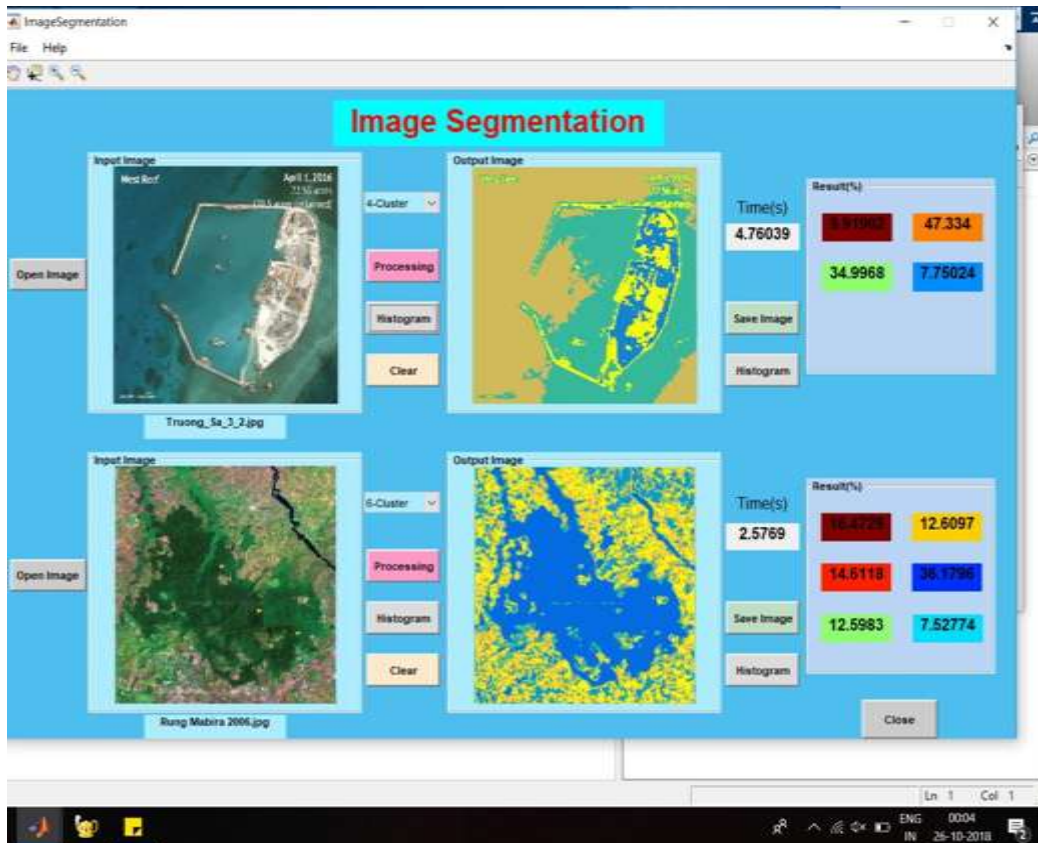 ImageSegmentation
File Help
Image Segmentation
Input Image
Output Image
West Reef
April 1, 2016
4-Cluster
Open Image
Processing
Histogram
Clear
Time(s)
4.76039
Save Image
Histogram
Result(%)
47.334
34.9968 7.75024
Truong_Sa_3_2.jpg
Input Image
Output Image
6-Cluster
Open Image
Processing
Histogram
Clear
Time(s)
2.5769
Save Image
Histogram
Result(%)
12.6097
14.6118 36.1796
12.5983 7.52774
Rung Mabira 2006.jpg
Close
Ln 1 Col 1
ENG
IN
00:04
26-10-2018
2